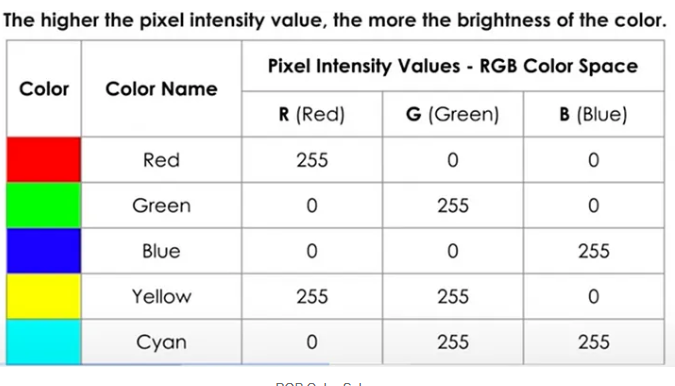 The higher the pixel intensity value, the more the brightness of the color.
Color Color Name Pixel Intensity Values - RGB Color Space
R (Red) G (Green) B (Blue)
Red 255 0 0
Green 0 255 0
Blue 0 0 255
Yellow 255 255 0
Cyan 0 255 255